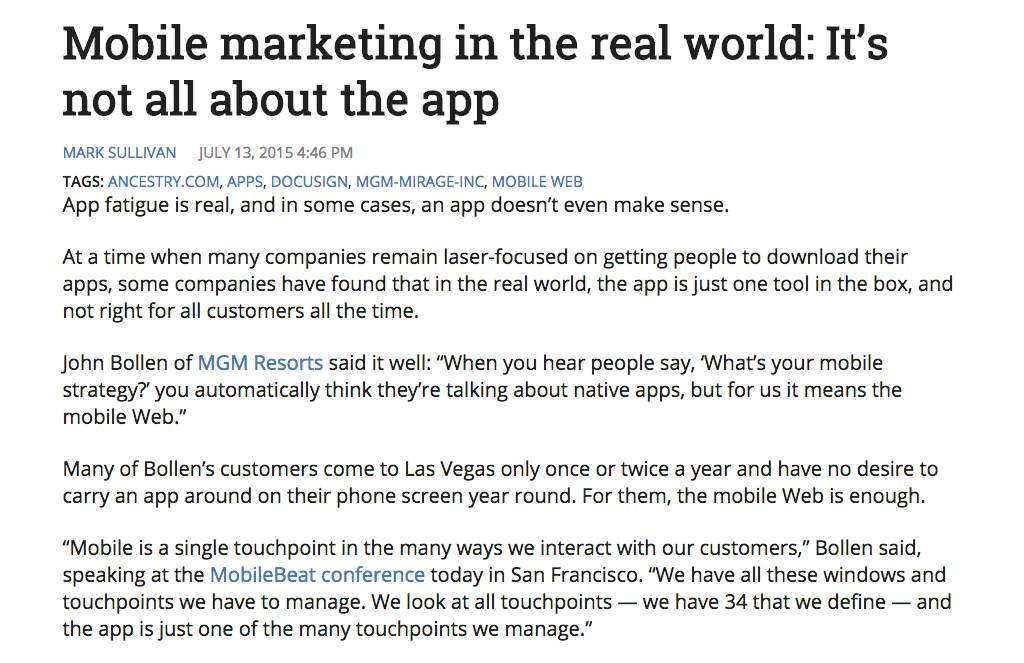 Mobile marketing in the real world: It’s
not all about the app
MARK SULLIVAN JULY 13, 2015 4:46 PM
TAGS: ANCESTRY.COM, APPS, DOCUSIGN, MGM-MIRAGE-INC, MOBILE WEB
App fatigue is real, and in some cases, an app doesn’t even make sense.
At a time when many companies remain laser-focused on getting people to download their
apps, some companies have found that in the real world, the app is just one tool in the box, and
not right for all customers all the time.
John Bollen of MGM Resorts said it well: “When you hear people say, ‘What’s your mobile
strategy?’ you automatically think they’re talking about native apps, but for us it means the
mobile Web.”
Many of Bollen’s customers come to Las Vegas only once or twice a year and have no desire to
carry an app around on their phone screen year round. For them, the mobile Web is enough.
“Mobile is a single touchpoint in the many ways we interact with our customers,” Bollen said,
speaking at the MobileBeat conference today in San Francisco. “We have all these windows and
touchpoints we have to manage. We look at all touchpoints — we have 34 that we define — and
the app is just one of the many touchpoints we manage.”